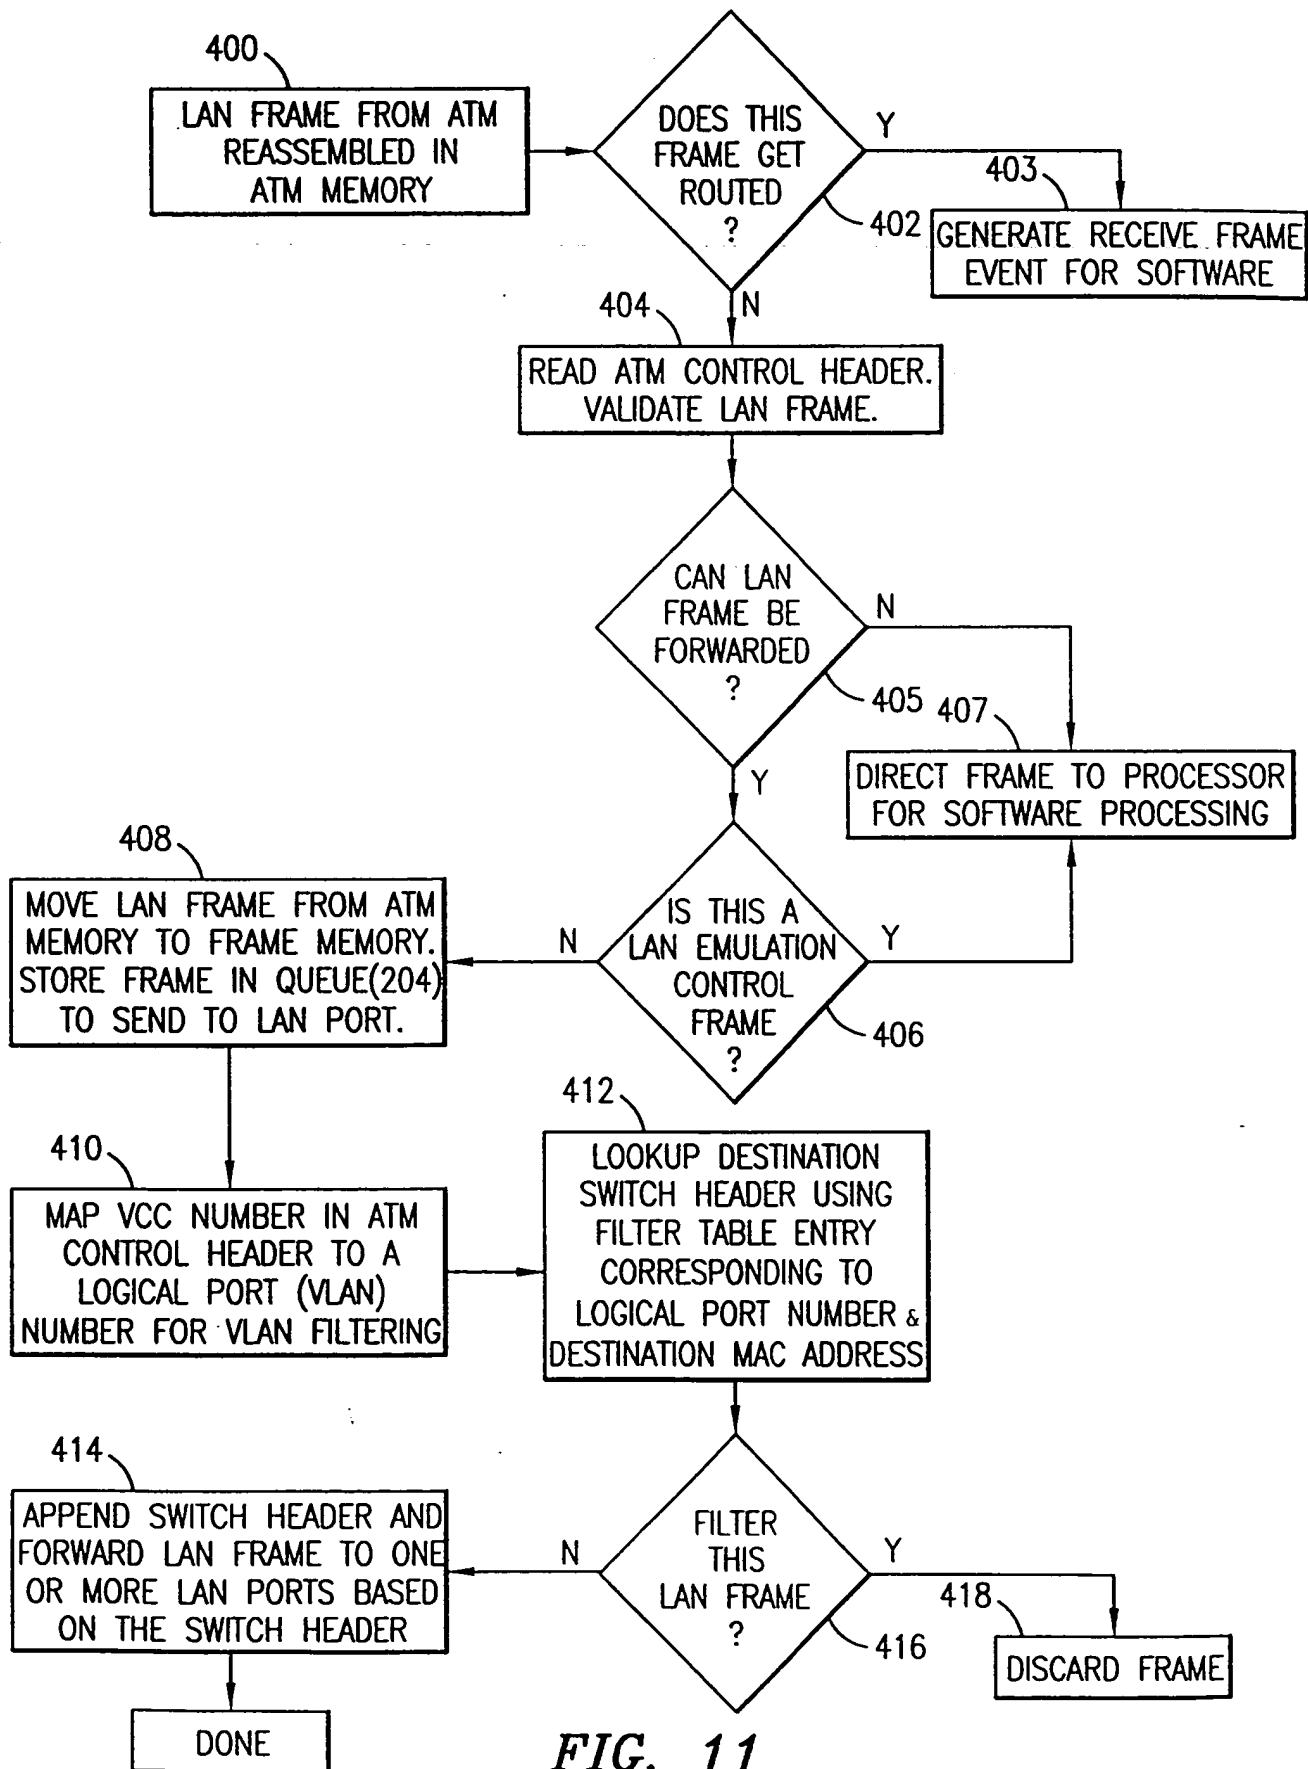 400
LAN FRAME FROM ATM
REASSEMBLED IN
ATM MEMORY
DOES THIS
FRAME GET
ROUTED
?
402
Y
403
GENERATE RECEIVE FRAME
EVENT FOR SOFTWARE
N
404
READ ATM CONTROL HEADER.
VALIDATE LAN FRAME.
CAN LAN
FRAME BE
FORWARDED
?
405
N
407
DIRECT FRAME TO PROCESSOR
FOR SOFTWARE PROCESSING
Y
IS THIS A
LAN EMULATION
CONTROL
FRAME
?
406
Y
N
408
MOVE LAN FRAME FROM ATM
MEMORY TO FRAME MEMORY.
STORE FRAME IN QUEUE(204)
TO SEND TO LAN PORT.
410
MAP VCC NUMBER IN ATM
CONTROL HEADER TO A
LOGICAL PORT (VLAN)
NUMBER FOR VLAN FILTERING
412
LOOKUP DESTINATION
SWITCH HEADER USING
FILTER TABLE ENTRY
CORRESPONDING TO
LOGICAL PORT NUMBER &
DESTINATION MAC ADDRESS
FILTER
THIS
LAN FRAME
?
416
Y
418
DISCARD FRAME
N
414
APPEND SWITCH HEADER AND
FORWARD LAN FRAME TO ONE
OR MORE LAN PORTS BASED
ON THE SWITCH HEADER
DONE
FIG. 11